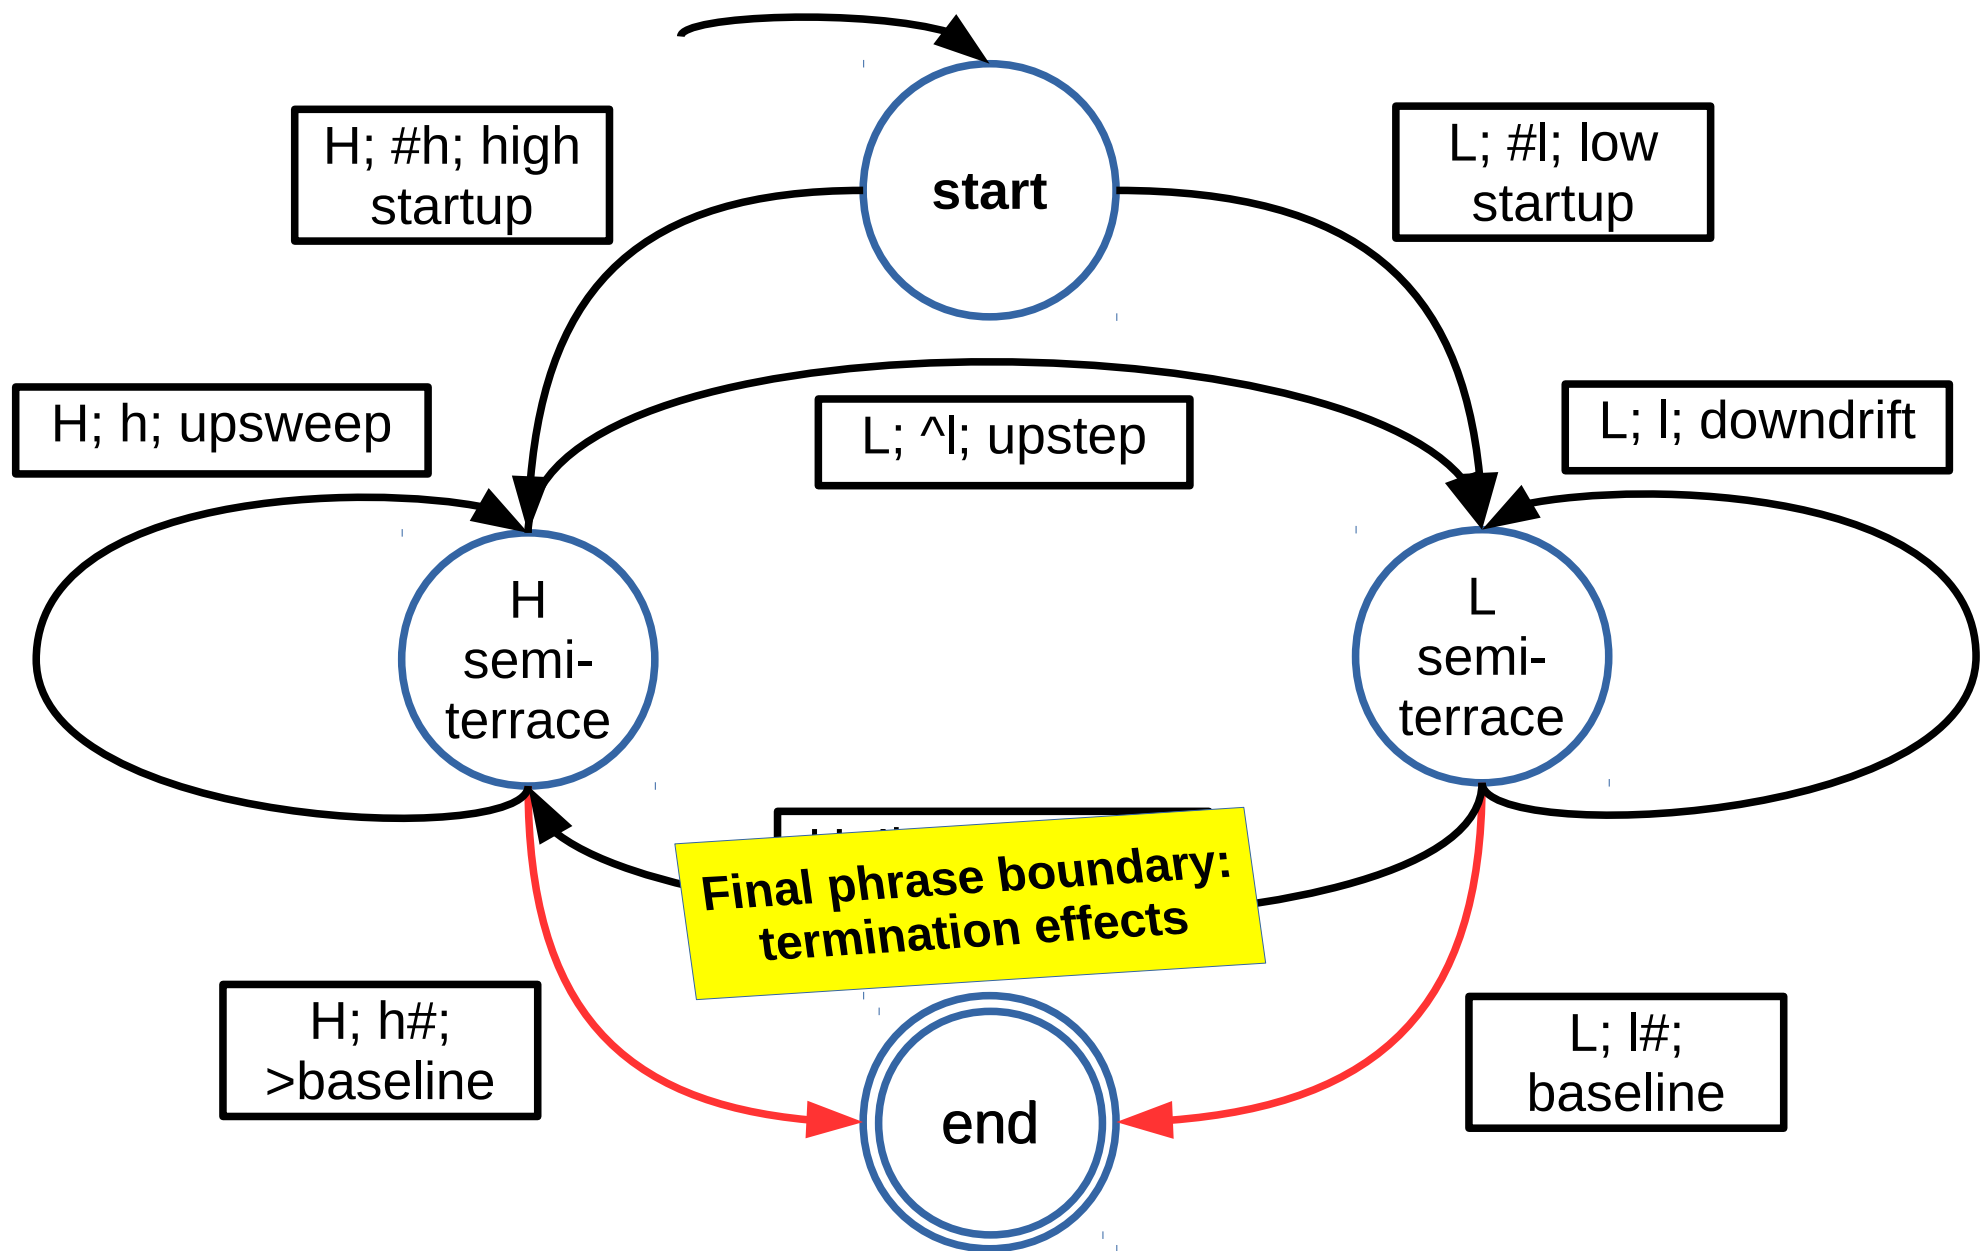 H; #h; high
startup
start
L; #l; low
startup
H; h; upsweep
L; ^l; upstep
L; l; downdrift
H
semi-
terrace
L
semi-
terrace
Final phrase boundary:
termination effects
H; h#;
>baseline
end
L; l#;
baseline